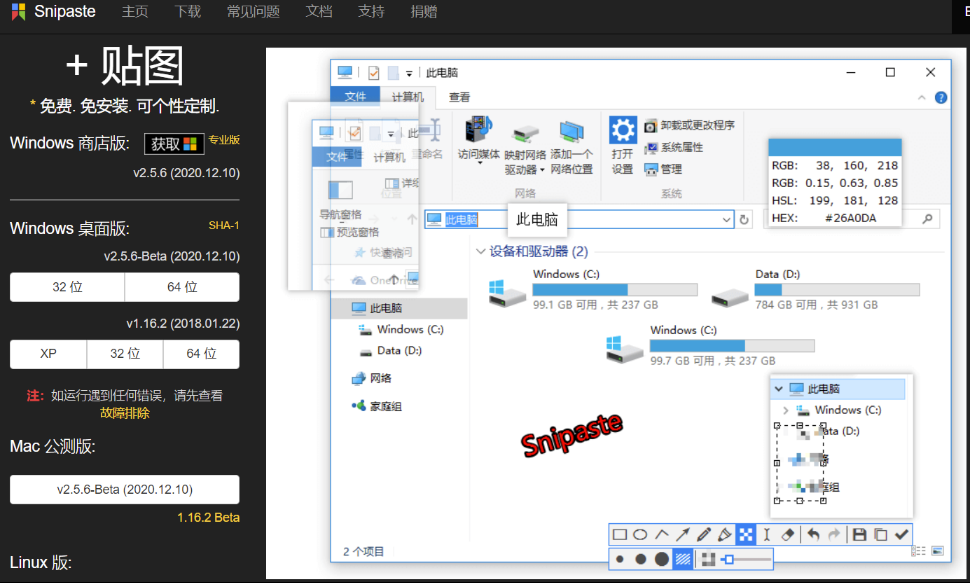 Snipaste 主页 下载 常见问题 文档 支持 捐赠
+ 贴图
* 免费. 免安装. 可个性定制.
Windows 商店版: 获取 专业版
v2.5.6 (2020.12.10)
Windows 桌面版: SHA-1
v2.5.6-Beta (2020.12.10)
32 位 64 位
v1.16.2 (2018.01.22)
XP 32 位 64 位
注: 如运行遇到任何错误，请先查看
故障排除
Mac 公测版:
v2.5.6-Beta (2020.12.10)
1.16.2 Beta
Linux 版:
此电脑
文件 计算机 查看
文件 计算机
导航窗格
预览窗格
快速访问
OneDrive
重命名
访问媒体 映射网络 添加一个
驱动器 网络位置
网络
打开
设置
卸载或更改程序
系统属性
管理
系统
此电脑
此电脑
RGB: 38, 160, 218
RGB: 0.15, 0.63, 0.85
HSL: 199, 181, 128
HEX: #26A0DA
设备和驱动器 (2)
Windows (C:)
99.1 GB 可用，共 237 GB
Data (D:)
784 GB 可用，共 931 GB
Windows (C:)
99.7 GB 可用，共 237 GB
此电脑
Windows (C:)
Data (D:)
网络
家庭组
Snipaste
此电脑
Windows (C:)
ata (D:)
庭组
2 个项目